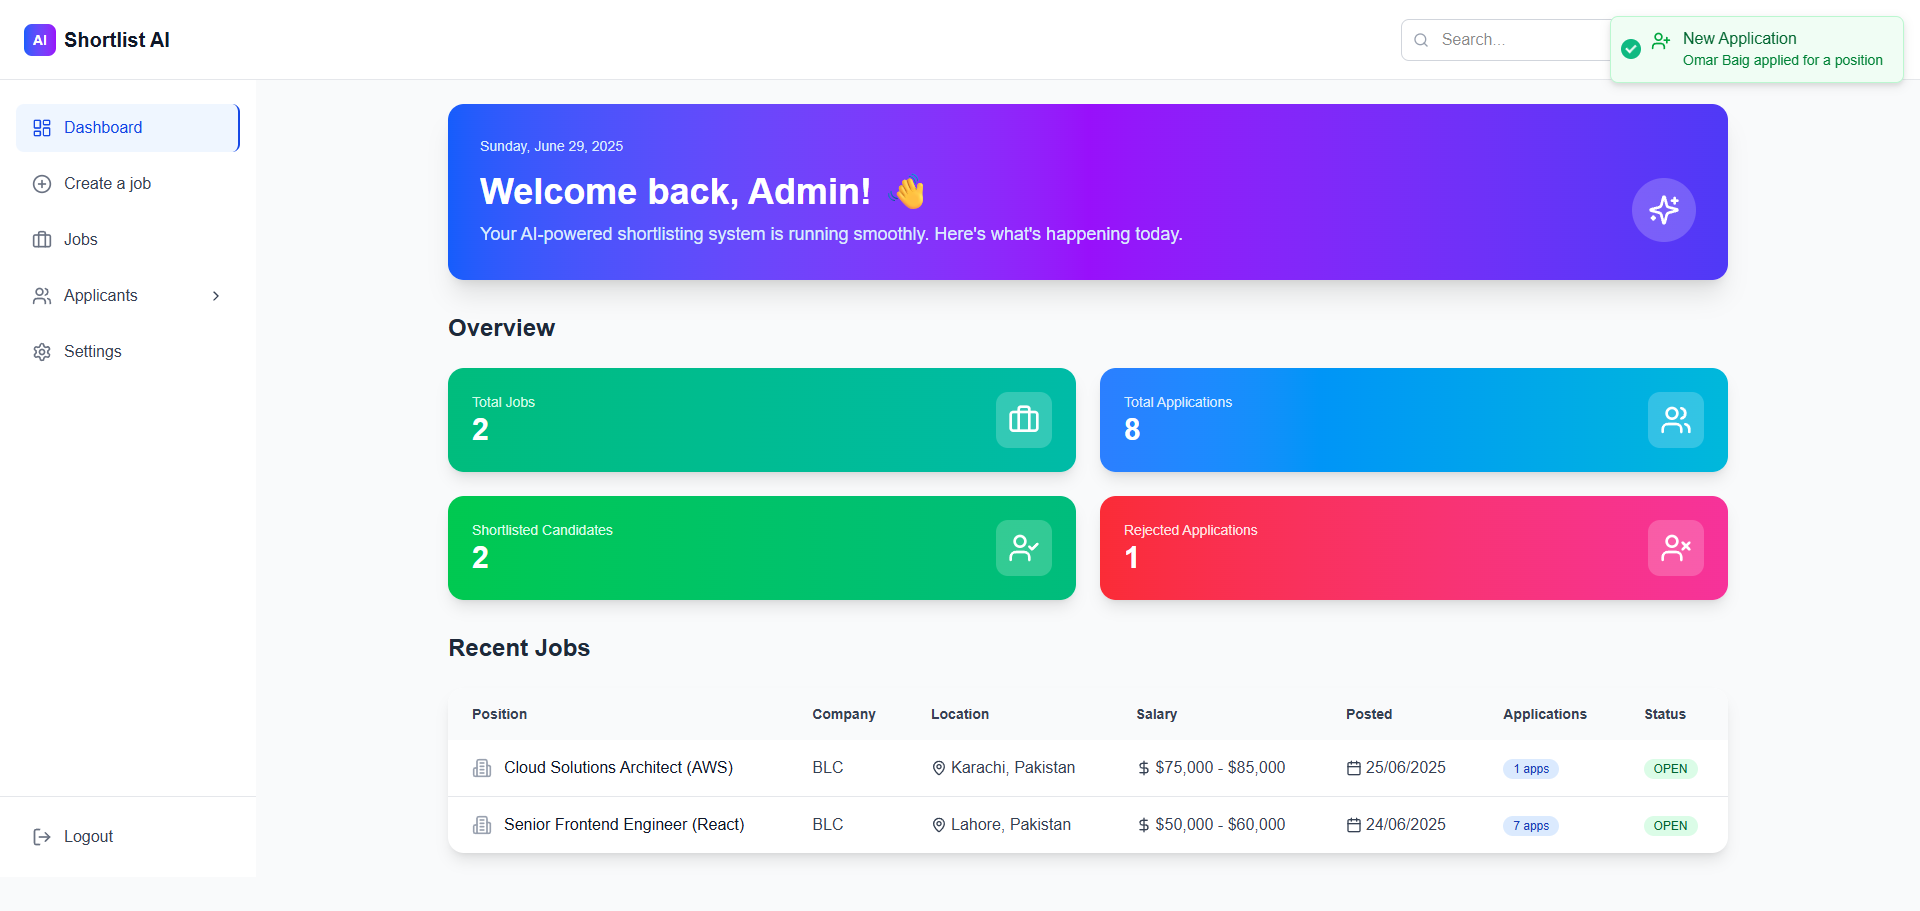 AI Shortlist AI
Search...
New Application
Omar Baig applied for a position
Dashboard
Create a job
Jobs
Applicants
Settings
Logout
Sunday, June 29, 2025
Welcome back, Admin! 👋
Your AI-powered shortlisting system is running smoothly. Here's what's happening today.
Overview
Total Jobs
2
Total Applications
8
Shortlisted Candidates
2
Rejected Applications
1
Recent Jobs
Position Company Location Salary Posted Applications Status
Cloud Solutions Architect (AWS) BLC Karachi, Pakistan $75,000 - $85,000 25/06/2025 1 apps OPEN
Senior Frontend Engineer (React) BLC Lahore, Pakistan $50,000 - $60,000 24/06/2025 7 apps OPEN